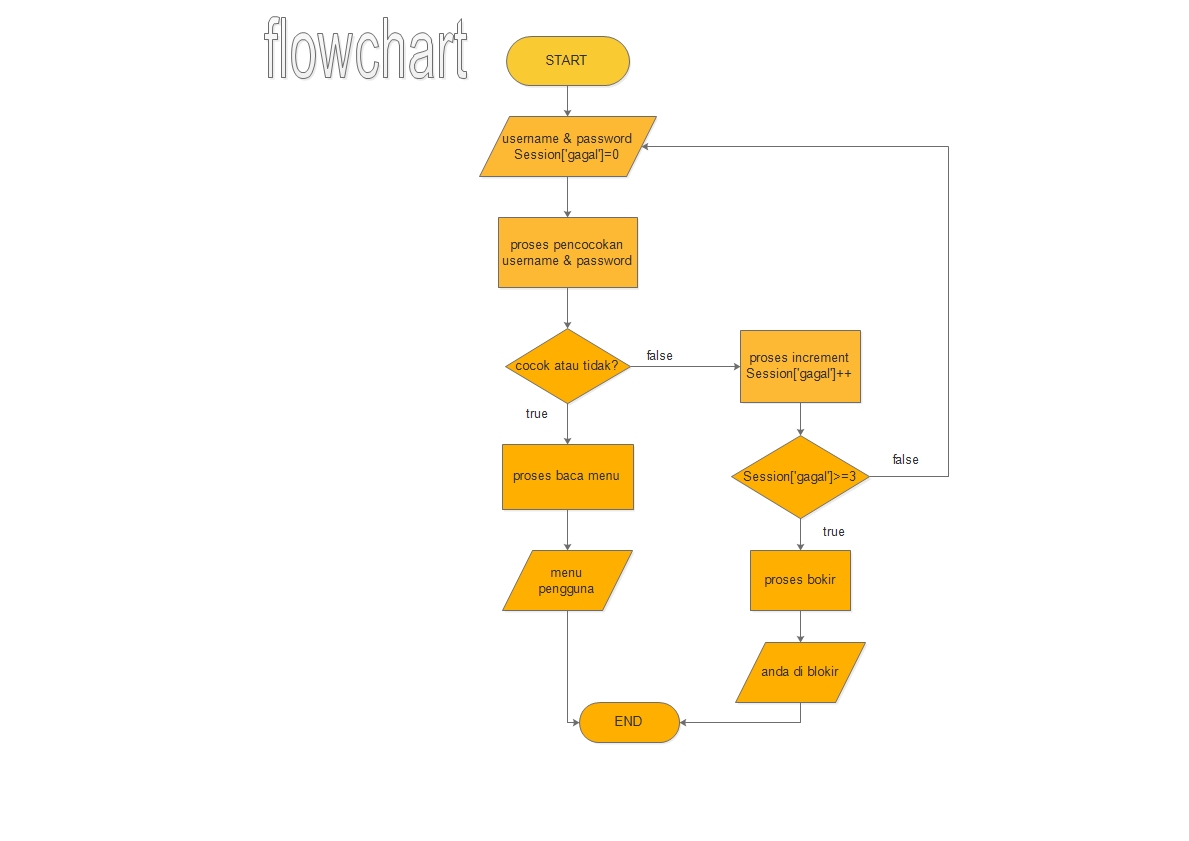 flowchart
START
username & password
Session['gagal']=0
proses pencocokan
username & password
cocok atau tidak?
false
proses increment
Session['gagal']++
true
proses baca menu
Session['gagal']>=3
false
true
menu
pengguna
proses bokir
anda di blokir
END